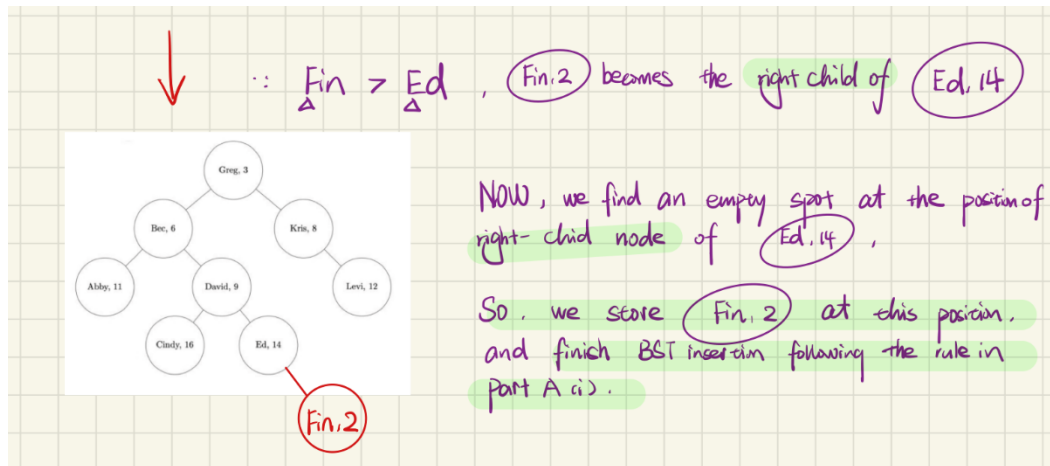 ∵ Fin > Ed , Fin, 2 becomes the right child of Ed, 14
Greg, 3
Bec, 6
Kris, 8
Abby, 11
David, 9
Levi, 12
Cindy, 16
Ed, 14
Fin, 2
NOW, we find an empty spot at the position of
right-chid node of Ed, 14 ,
So, we store Fin, 2 at this position.
and finish BST insertion following the rule in
part A (i).